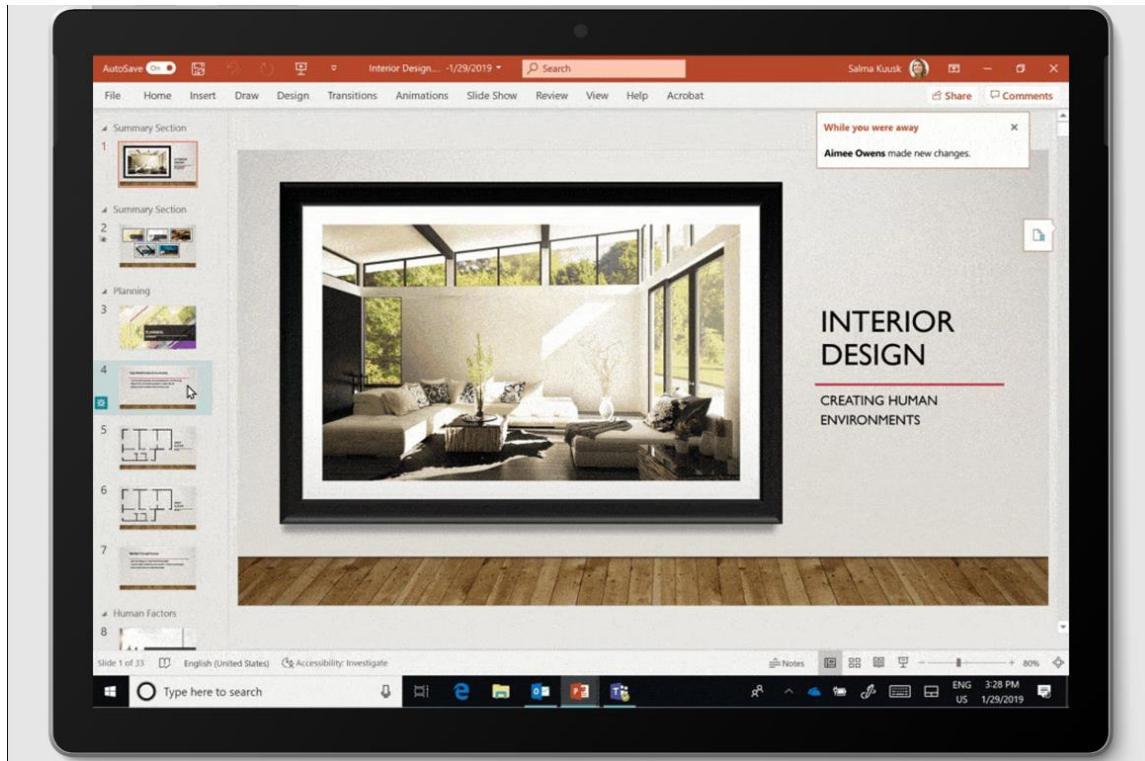 AutoSave On Interior Design... -1/29/2019 Search Salma Kuusk
File Home Insert Draw Design Transitions Animations Slide Show Review View Help Acrobat Share Comments
Summary Section
1
Summary Section
2
Planning
3
4
5
6
7
Human Factors
8
While you were away
Aimee Owens made new changes.
INTERIOR
DESIGN
CREATING HUMAN
ENVIRONMENTS
Slide 1 of 33 English (United States) Accessibility: Investigate Notes 80%
Type here to search ENG 3:28 PM
US 1/29/2019